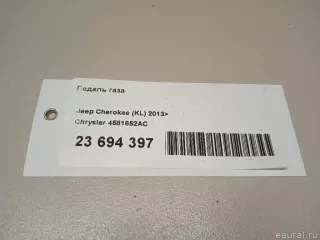 Педаль газа
Jeep Cherokee (KL) 2013>
Chrysler 4581652AC
23 694 397
eaural.ru